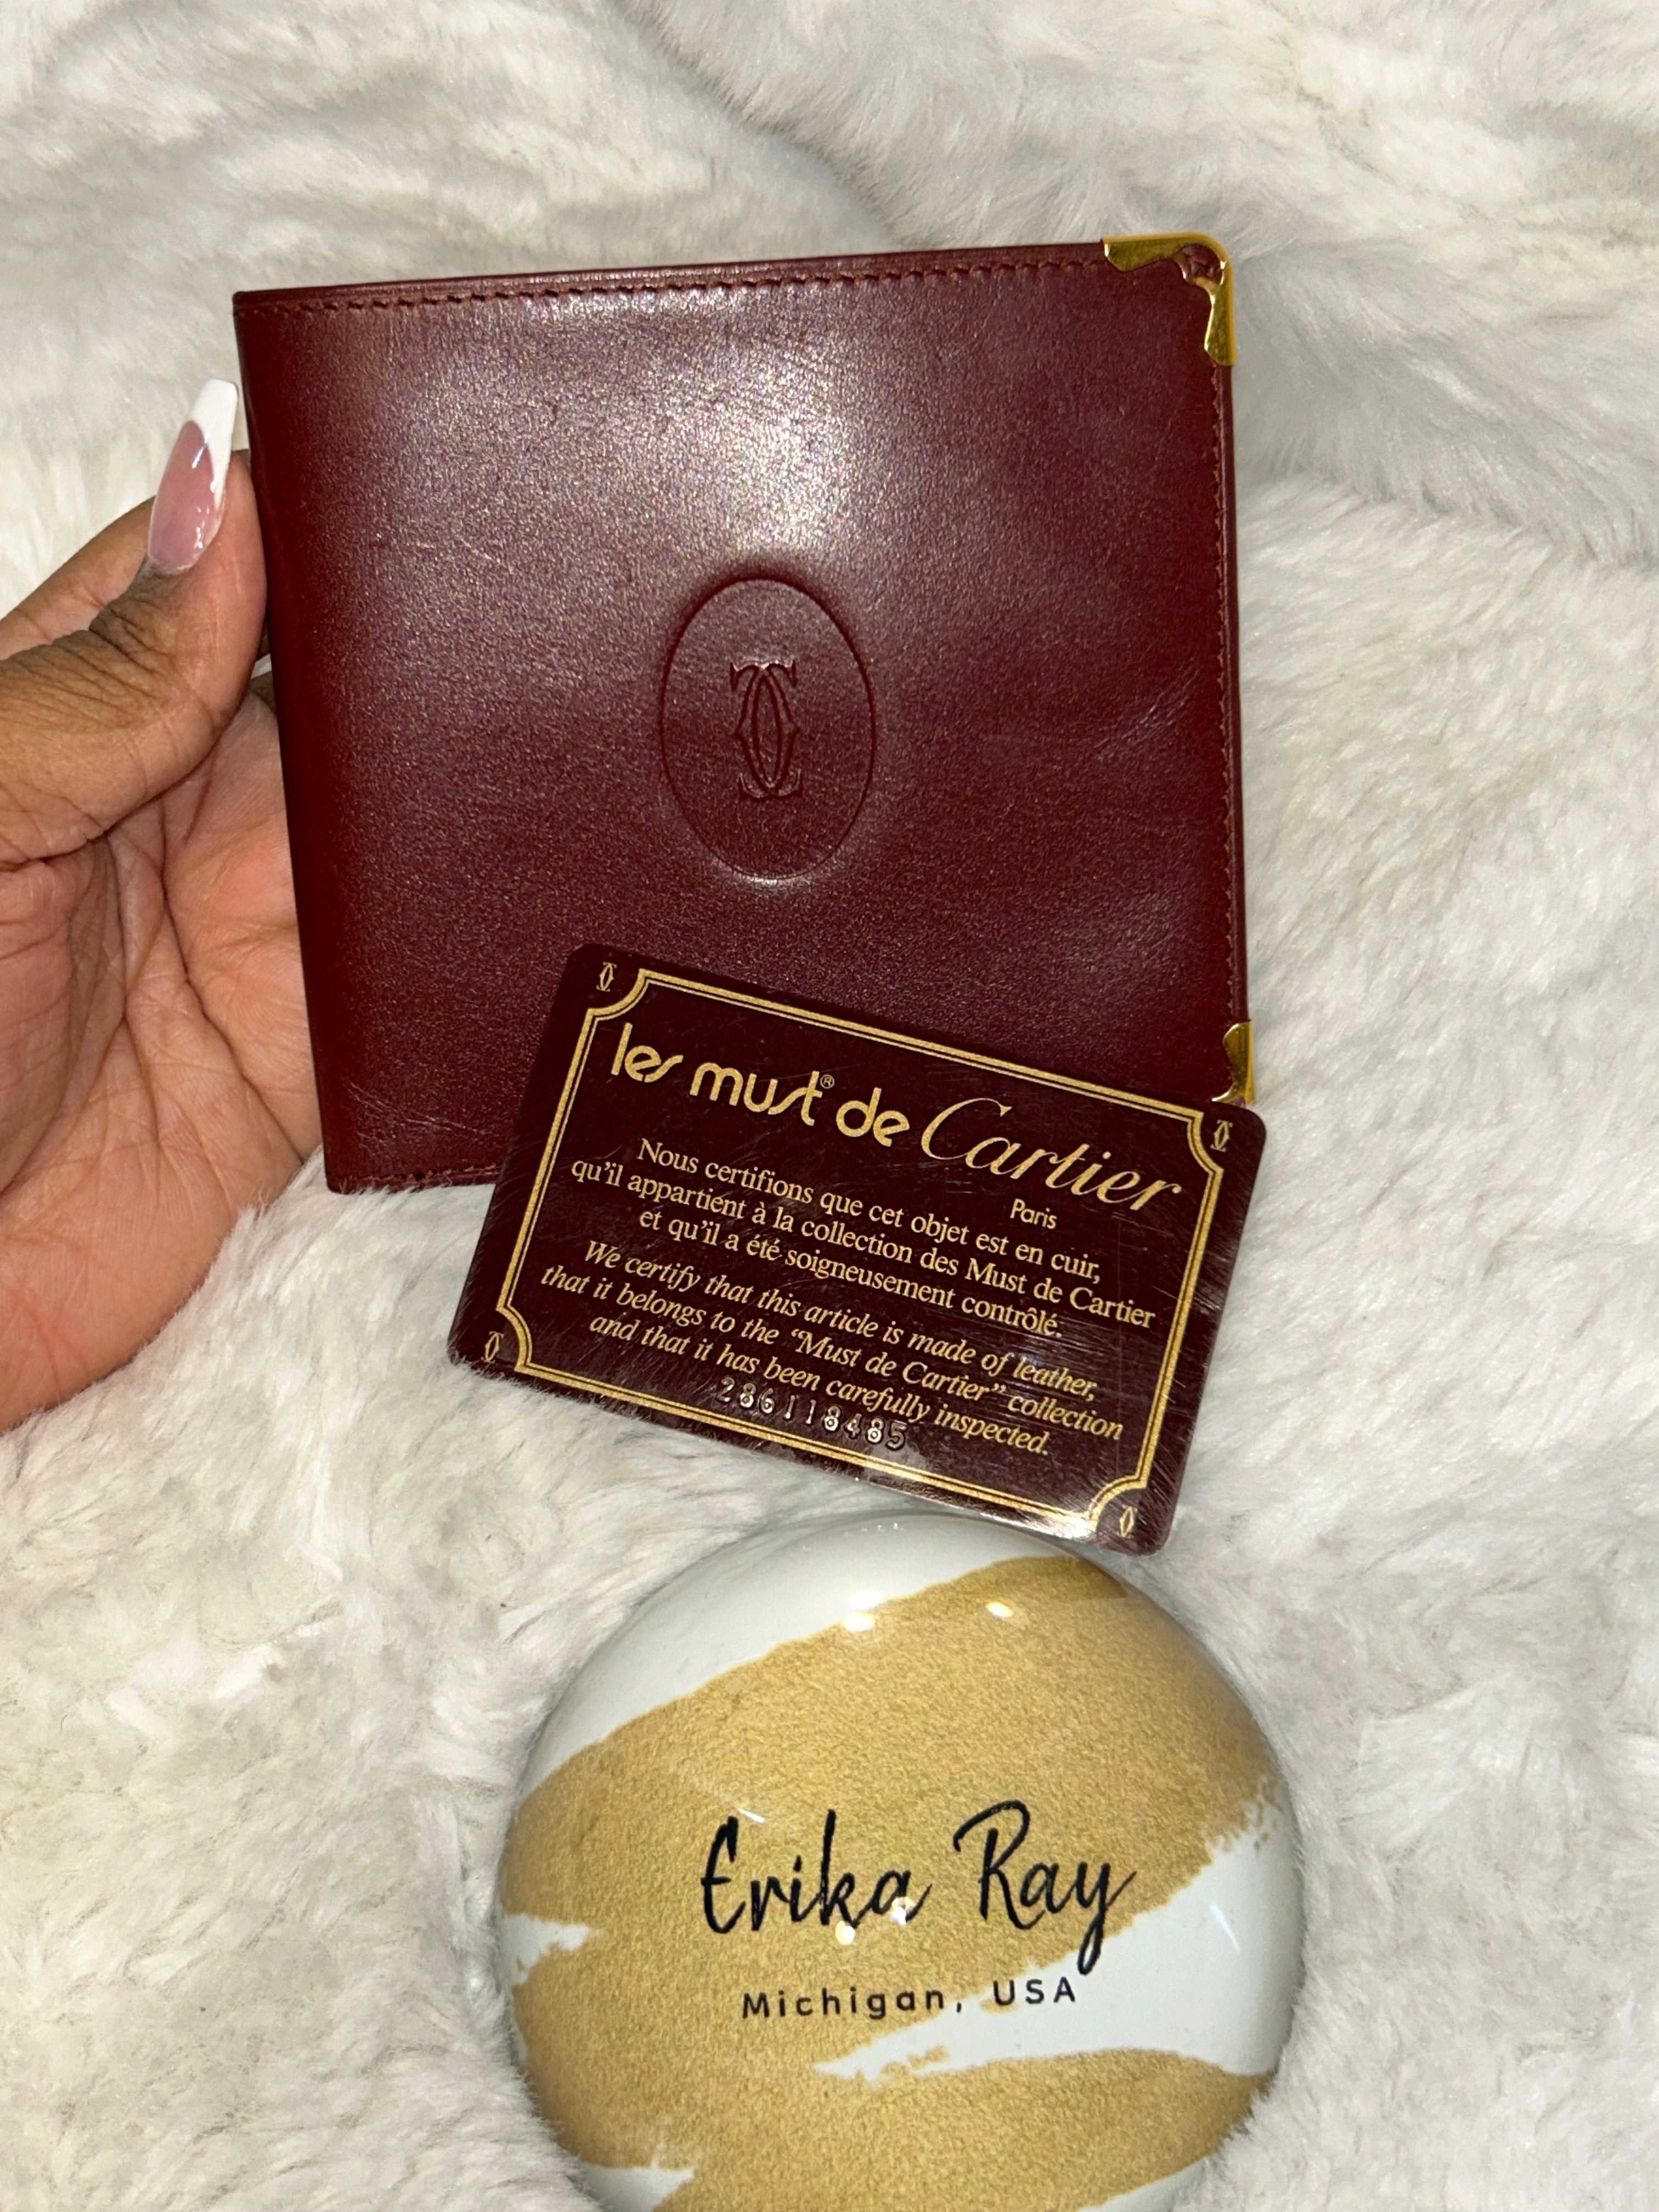 les must® de Cartier
Paris
Nous certifions que cet objet est en cuir,
qu'il appartient à la collection des Must de Cartier
et qu'il a été soigneusement contrôlé.
We certify that this article is made of leather,
that it belongs to the "Must de Cartier" collection
and that it has been carefully inspected.
286118485
Erika Ray
Michigan, USA